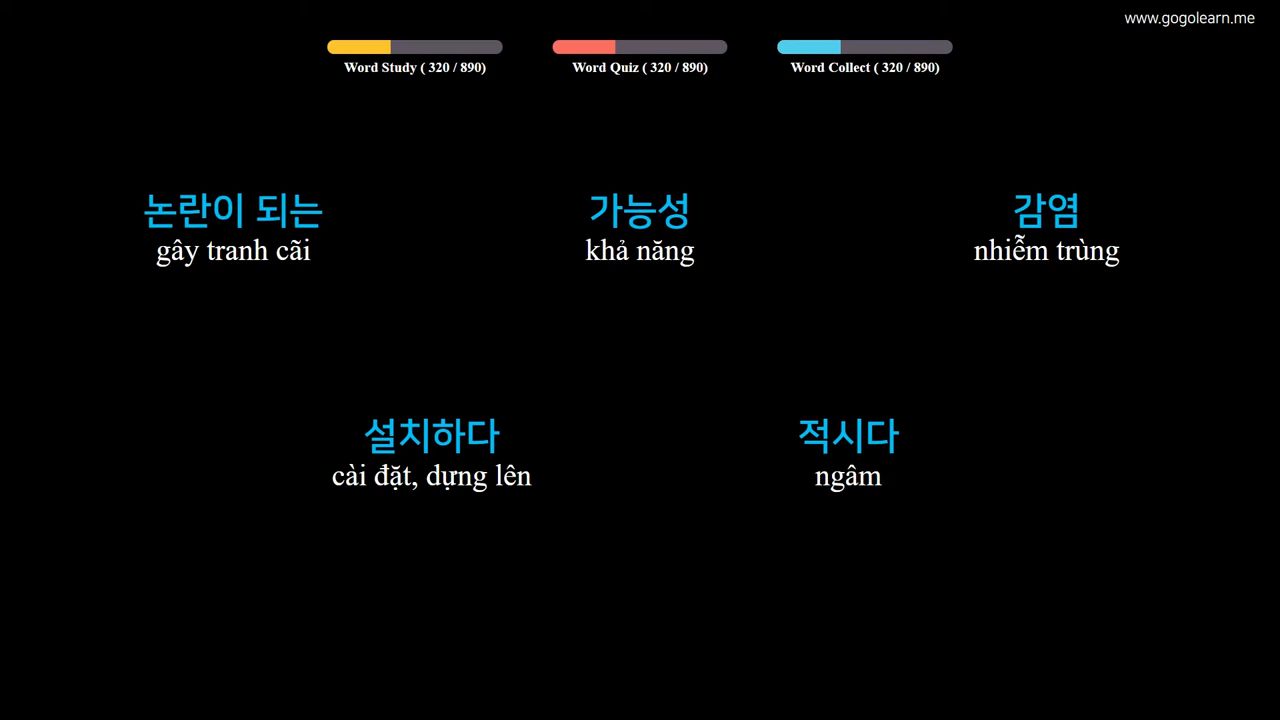 www.gogolearn.me
Word Study ( 320 / 890)
Word Quiz ( 320 / 890)
Word Collect ( 320 / 890)
논란이 되는
gây tranh cãi
가능성
khả năng
감염
nhiễm trùng
설치하다
cài đặt, dựng lên
적시다
ngâm